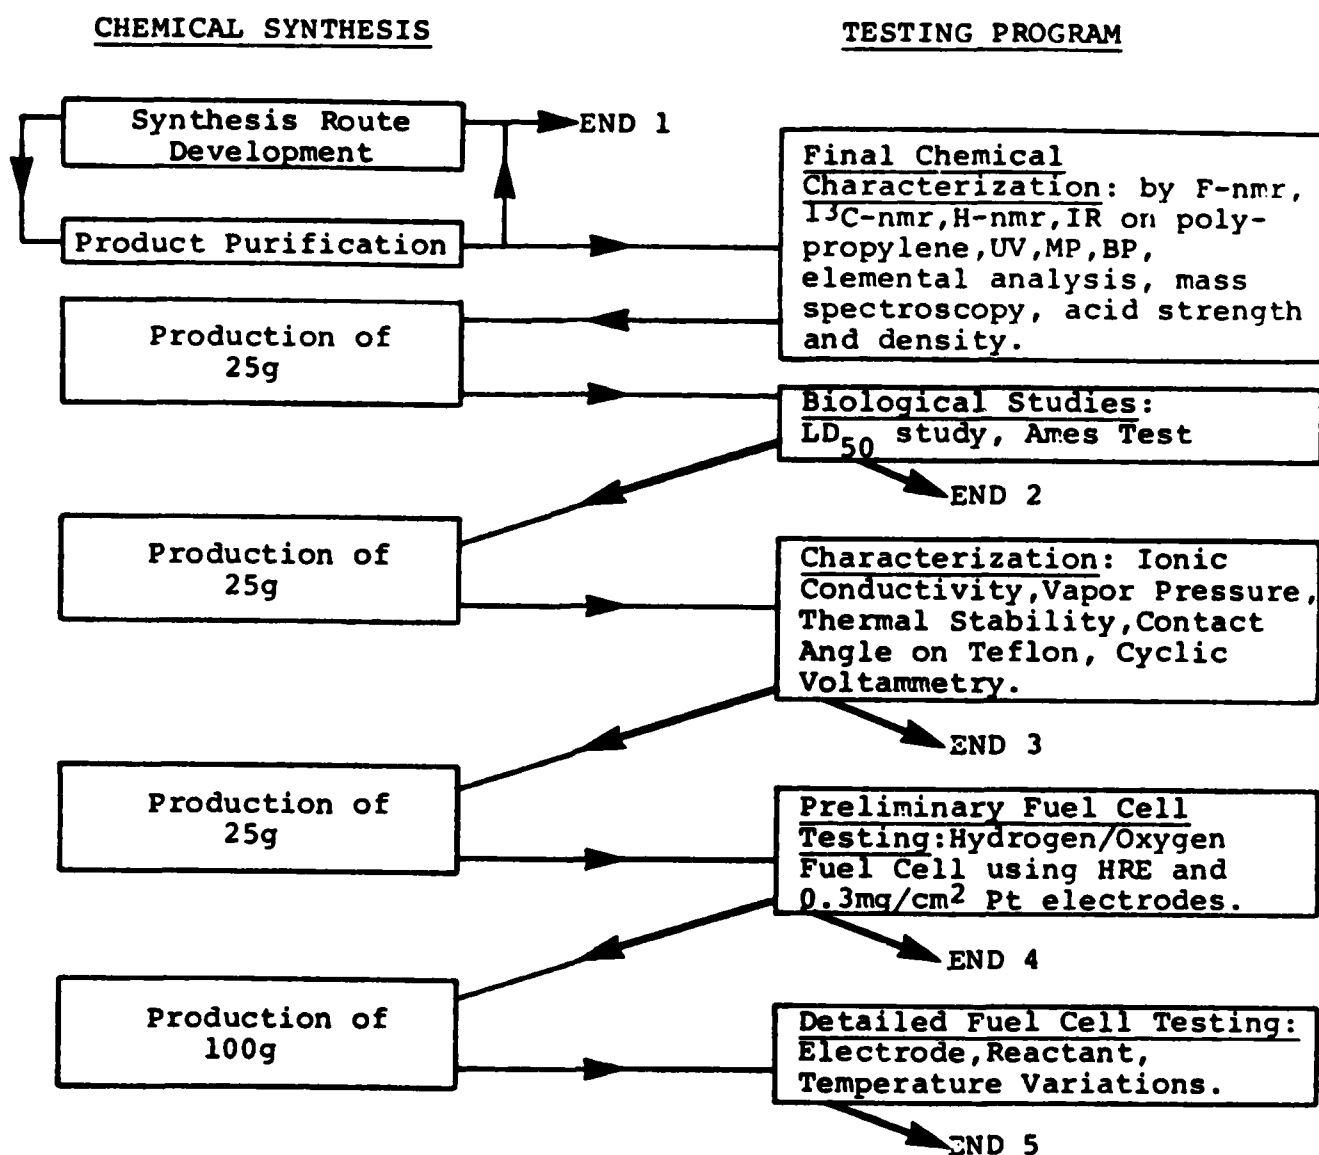 CHEMICAL SYNTHESIS
TESTING PROGRAM
Synthesis Route
Development
END 1
Product Purification
Final Chemical
Characterization: by F-nmr,
13C-nmr,H-nmr,IR on poly-
propylene,UV,MP,BP,
elemental analysis, mass
spectroscopy, acid strength
and density.
Production of
25g
Biological Studies:
LD50 study, Ames Test
END 2
Production of
25g
Characterization: Ionic
Conductivity,Vapor Pressure,
Thermal Stability,Contact
Angle on Teflon, Cyclic
Voltammetry.
END 3
Production of
25g
Preliminary Fuel Cell
Testing:Hydrogen/Oxygen
Fuel Cell using HRE and
0.3mg/cm2 Pt electrodes.
END 4
Production of
100g
Detailed Fuel Cell Testing:
Electrode,Reactant,
Temperature Variations.
END 5